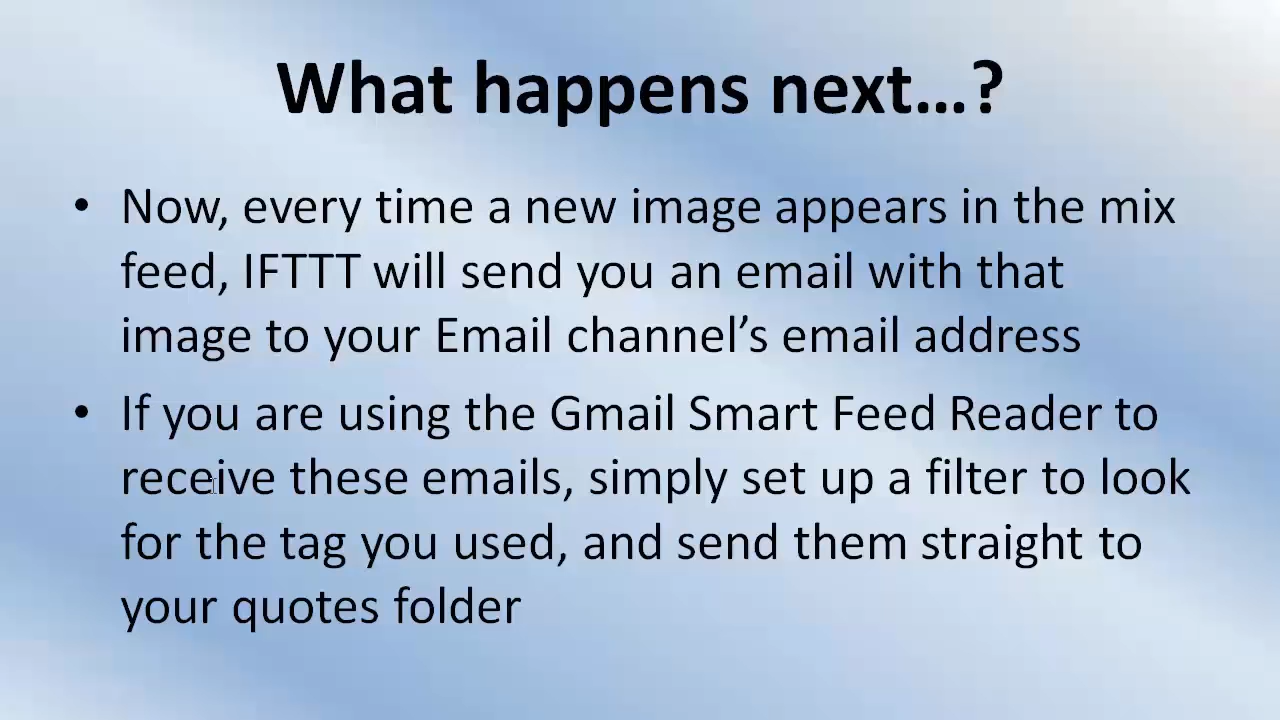 What happens next...?
• Now, every time a new image appears in the mix
feed, IFTTT will send you an email with that
image to your Email channel’s email address
• If you are using the Gmail Smart Feed Reader to
receive these emails, simply set up a filter to look
for the tag you used, and send them straight to
your quotes folder